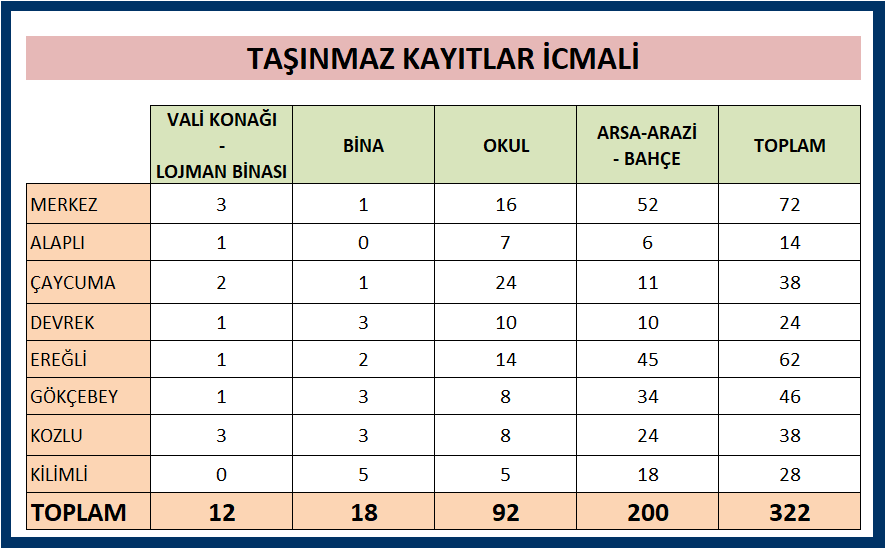 TAŞINMAZ KAYITLAR İCMALİ
VALİ KONAĞI
-
LOJMAN BİNASI
BİNA
OKUL
ARSA-ARAZİ
- BAHÇE
TOPLAM
MERKEZ 3 1 16 52 72
ALAPLI 1 0 7 6 14
ÇAYCUMA 2 1 24 11 38
DEVREK 1 3 10 10 24
EREĞLİ 1 2 14 45 62
GÖKÇEBEY 1 3 8 34 46
KOZLU 3 3 8 24 38
KİLİMLİ 0 5 5 18 28
TOPLAM 12 18 92 200 322